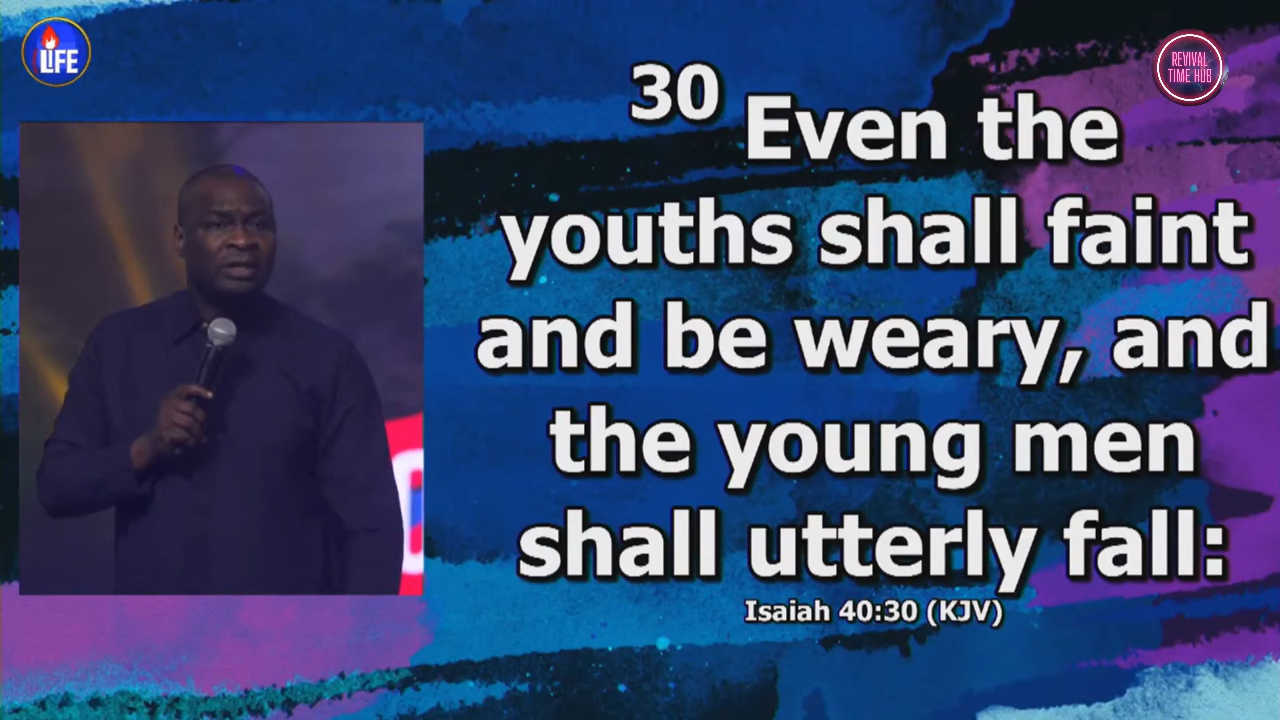 LIFE
REVIVAL
TIME HUB
30 Even the
youths shall faint
and be weary, and
the young men
shall utterly fall:
Isaiah 40:30 (KJV)